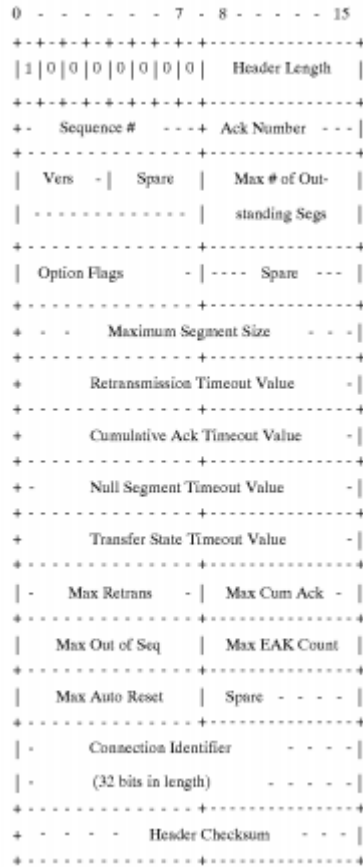 0 - - - - - 7 - 8 - - - - - 15
|1|0|0|0|0|0|0|0| Header Length
+- Sequence # - - -+ Ack Number - - -|
| Vers -| Spare | Max # of Out-
| - - - - - - - - - - - - - | standing Segs
| Option Flags -|---- Spare ---|
+ - - Maximum Segment Size - - -|
+ Retransmission Timeout Value -|
+ Cumulative Ack Timeout Value -|
+ - Null Segment Timeout Value -|
+ Transfer State Timeout Value -|
|- Max Retrans -| Max Cum Ack -|
| Max Out of Seq | Max EAK Count |
| Max Auto Reset | Spare - - - -|
|- Connection Identifier - - - -|
|- (32 bits in length) - - - - -|
+ - - - - Header Checksum - - -|